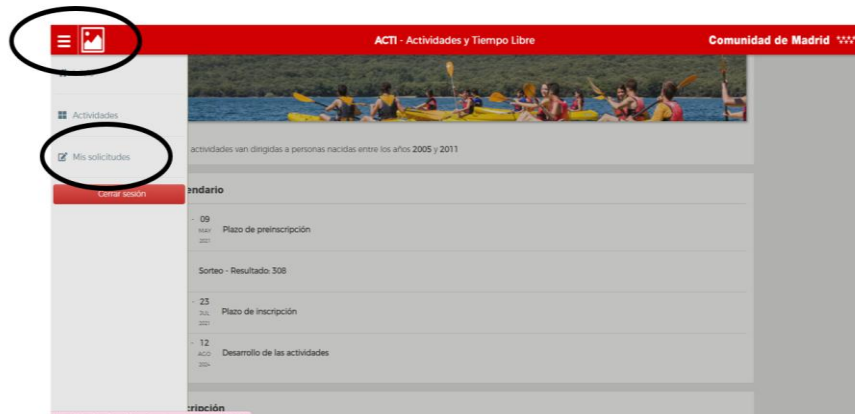 ACTI - Actividades y Tiempo Libre
Comunidad de Madrid
Actividades
Mis solicitudes
Cerrar sesión
actividades van dirigidas a personas nacidas entre los años 2005 y 2011
endario
- 09
MAY
2021
Plazo de preinscripción
Sorteo - Resultado: 308
- 23
JUL
2021
Plazo de inscripción
- 12
AGO
Desarrollo de las actividades
cripción